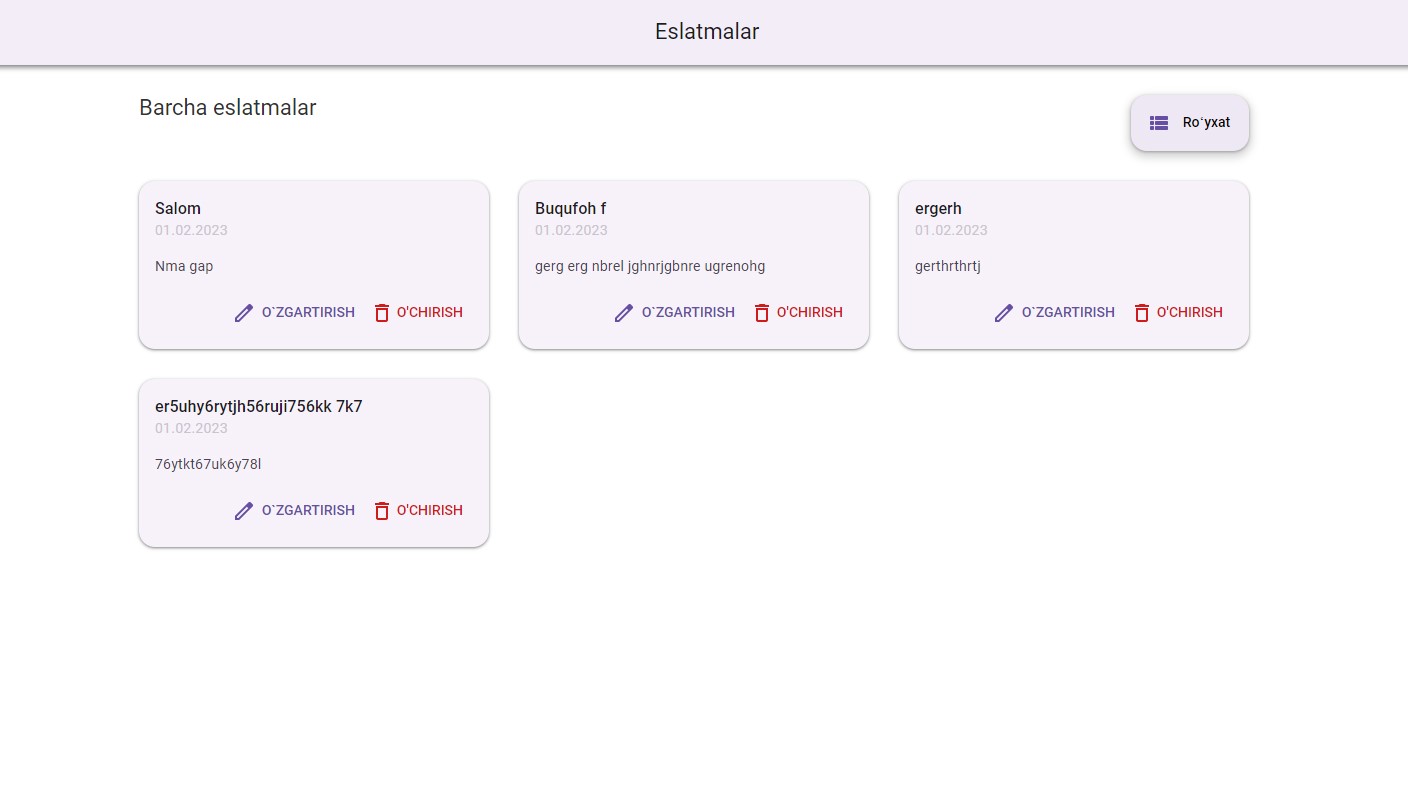 Eslatmalar
Barcha eslatmalar
Roʻyxat
Salom
01.02.2023
Nma gap
O`ZGARTIRISH O'CHIRISH
Buqufoh f
01.02.2023
gerg erg nbrel jghnrjgbnre ugrenohg
O`ZGARTIRISH O'CHIRISH
ergerh
01.02.2023
gerthrthrtj
O`ZGARTIRISH O'CHIRISH
er5uhy6rytjh56ruji756kk 7k7
01.02.2023
76ytkt67uk6y78l
O`ZGARTIRISH O'CHIRISH